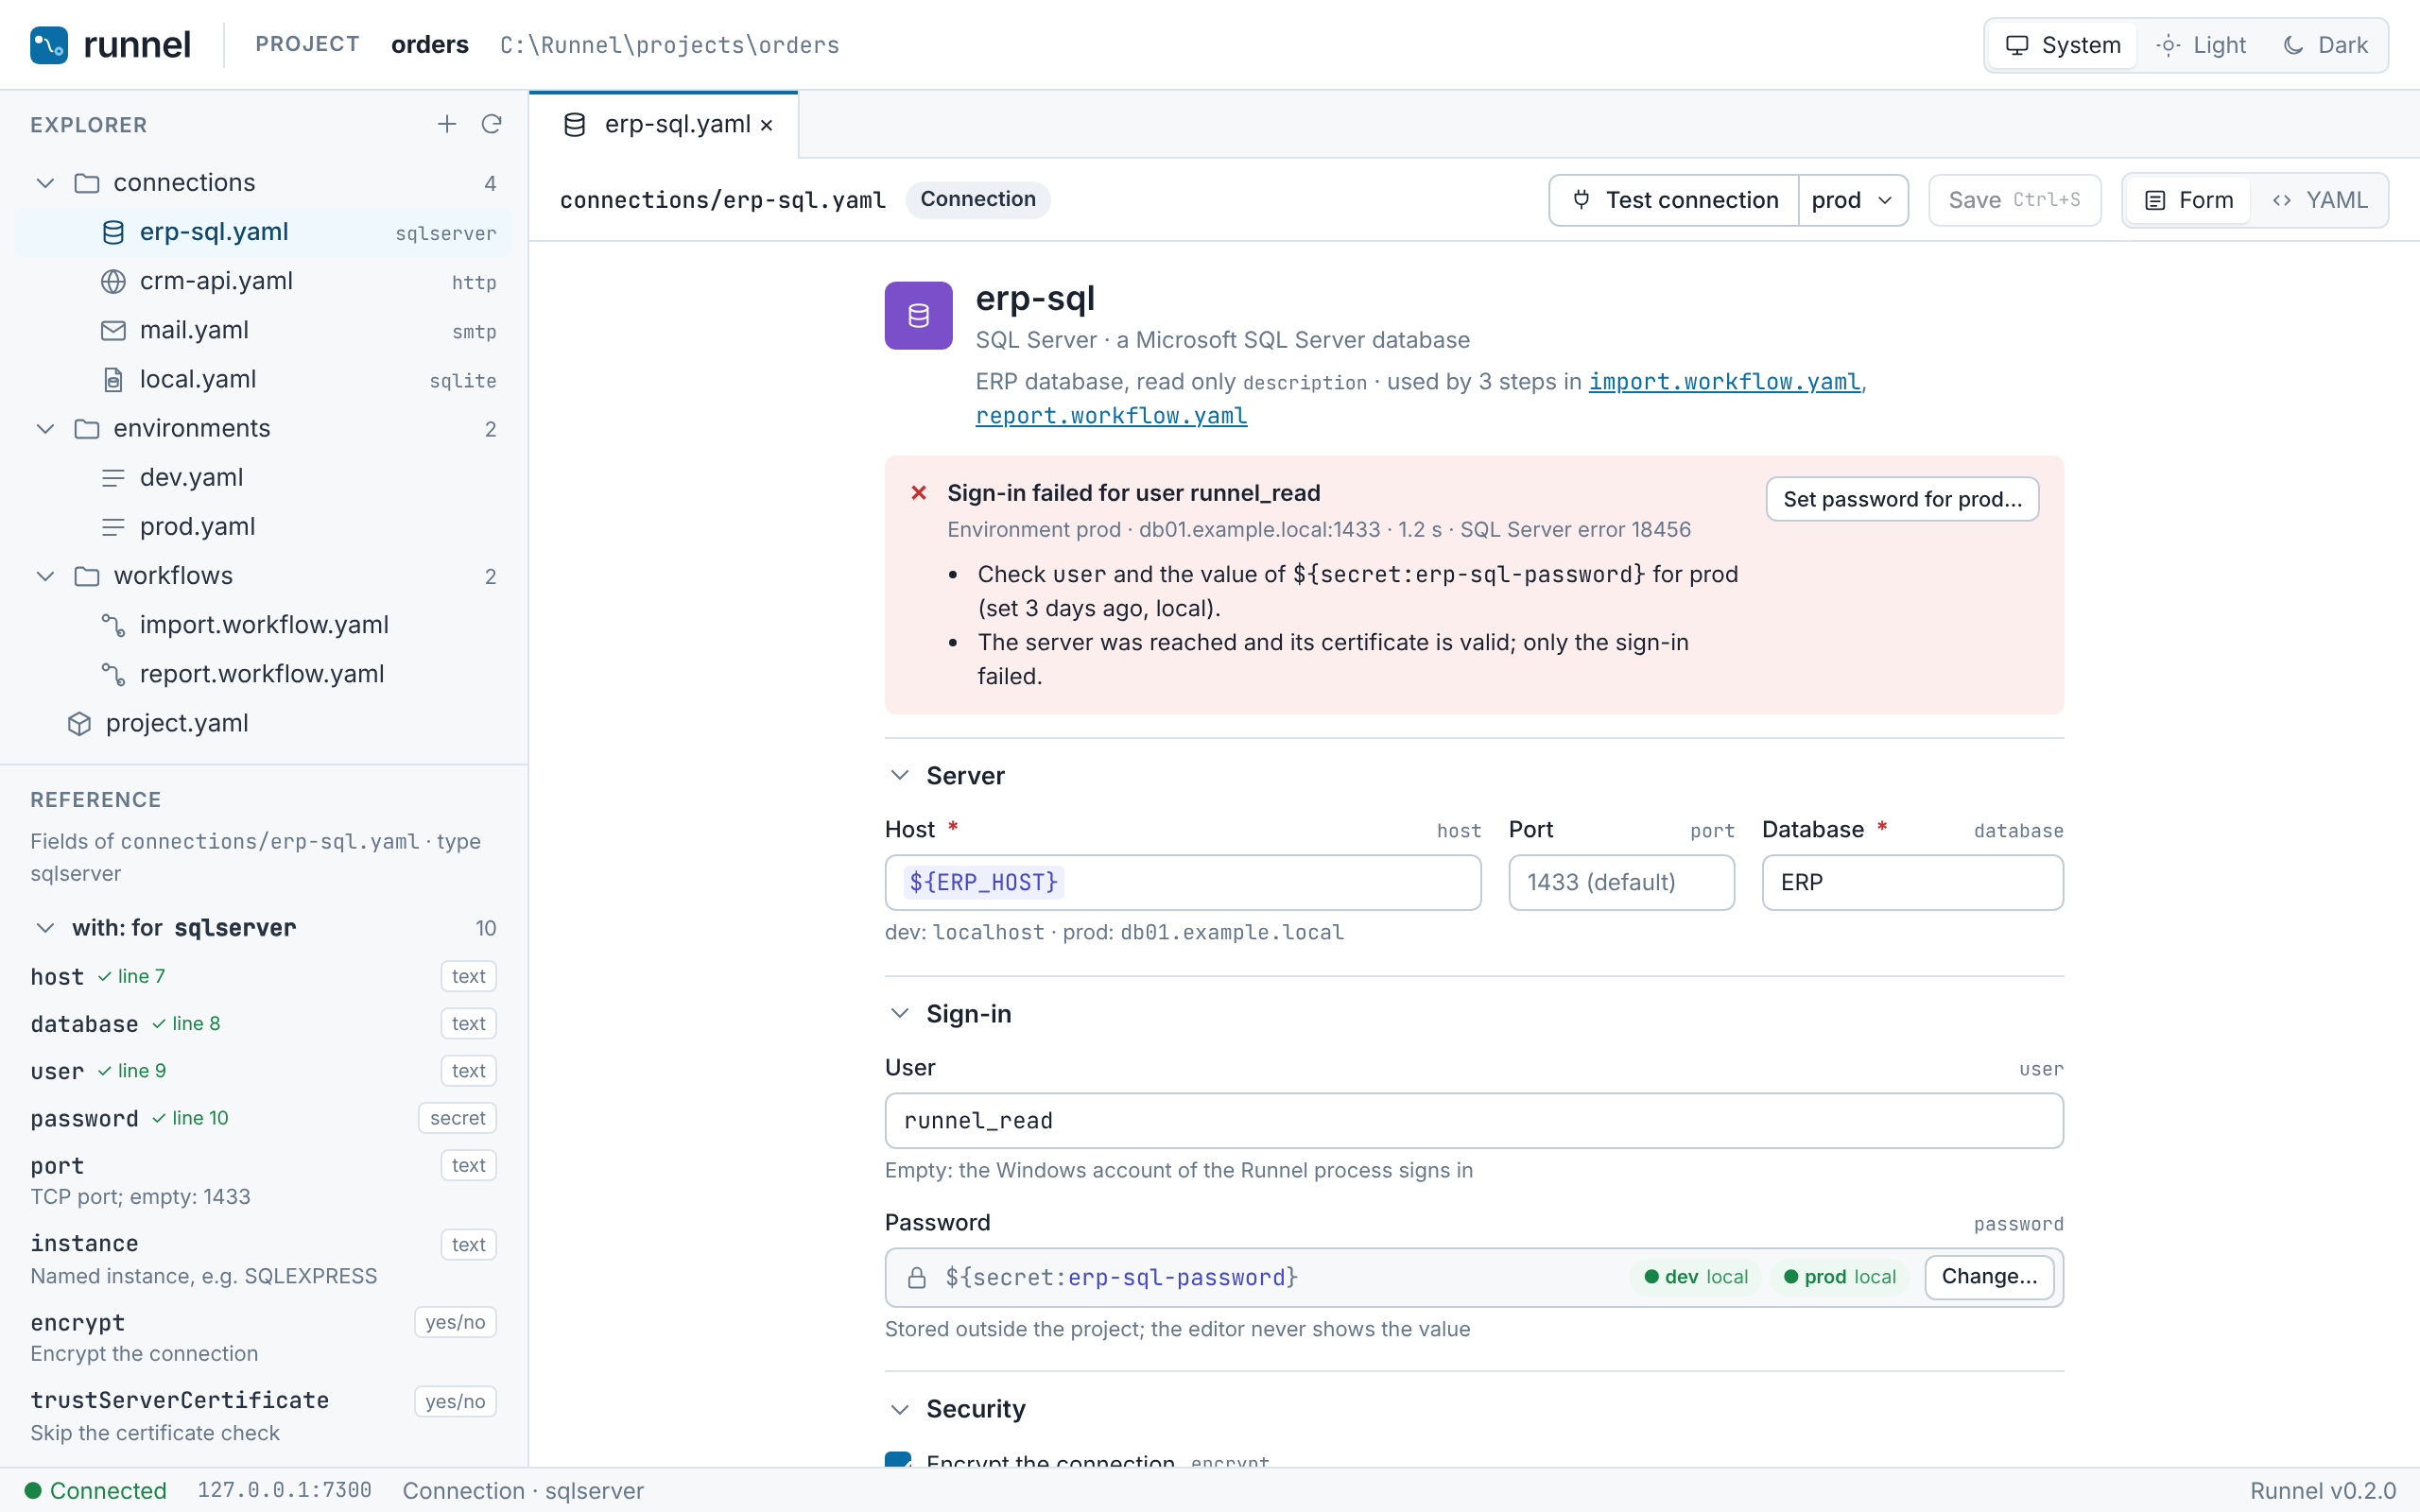 runnel PROJECT orders C:\Runnel\projects\orders System Light Dark
EXPLORER
connections 4
erp-sql.yaml sqlserver
crm-api.yaml http
mail.yaml smtp
local.yaml sqlite
environments 2
dev.yaml
prod.yaml
workflows 2
import.workflow.yaml
report.workflow.yaml
project.yaml
REFERENCE
Fields of connections/erp-sql.yaml · type
sqlserver
with: for sqlserver 10
host ✓ line 7 text
database ✓ line 8 text
user ✓ line 9 text
password ✓ line 10 secret
port text
TCP port; empty: 1433
instance text
Named instance, e.g. SQLEXPRESS
encrypt yes/no
Encrypt the connection
trustServerCertificate yes/no
Skip the certificate check
erp-sql.yaml ×
connections/erp-sql.yaml Connection Test connection prod Save Ctrl+S Form YAML
erp-sql
SQL Server · a Microsoft SQL Server database
ERP database, read only description · used by 3 steps in import.workflow.yaml,
report.workflow.yaml
Sign-in failed for user runnel_read Set password for prod...
Environment prod · db01.example.local:1433 · 1.2 s · SQL Server error 18456
• Check user and the value of ${secret:erp-sql-password} for prod
(set 3 days ago, local).
• The server was reached and its certificate is valid; only the sign-in
failed.
Server
Host * host Port port Database * database
${ERP_HOST} 1433 (default) ERP
dev: localhost · prod: db01.example.local
Sign-in
User user
runnel_read
Empty: the Windows account of the Runnel process signs in
Password password
${secret:erp-sql-password} dev local prod local Change...
Stored outside the project; the editor never shows the value
Security
Encrypt the connection encrypt
Connected 127.0.0.1:7300 Connection · sqlserver Runnel v0.2.0